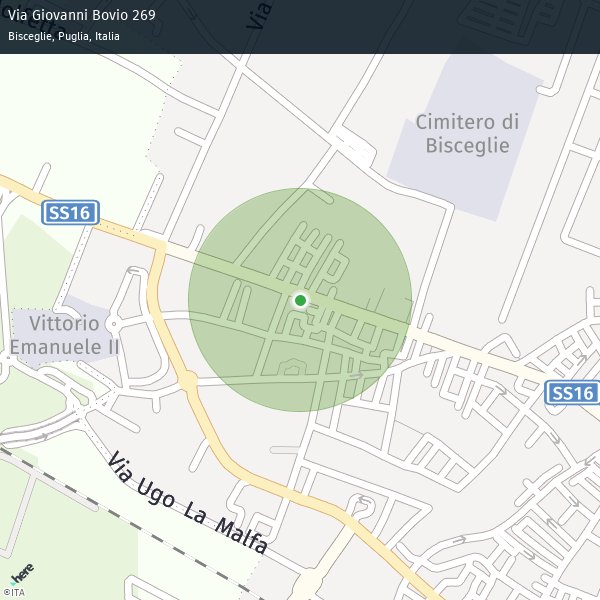 Via Giovanni Bovio 269
Bisceglie, Puglia, Italia
Via
Cimitero di
Bisceglie
SS16
Vittorio
Emanuele II
SS16
Via Ugo La Malfa
here
©ITA